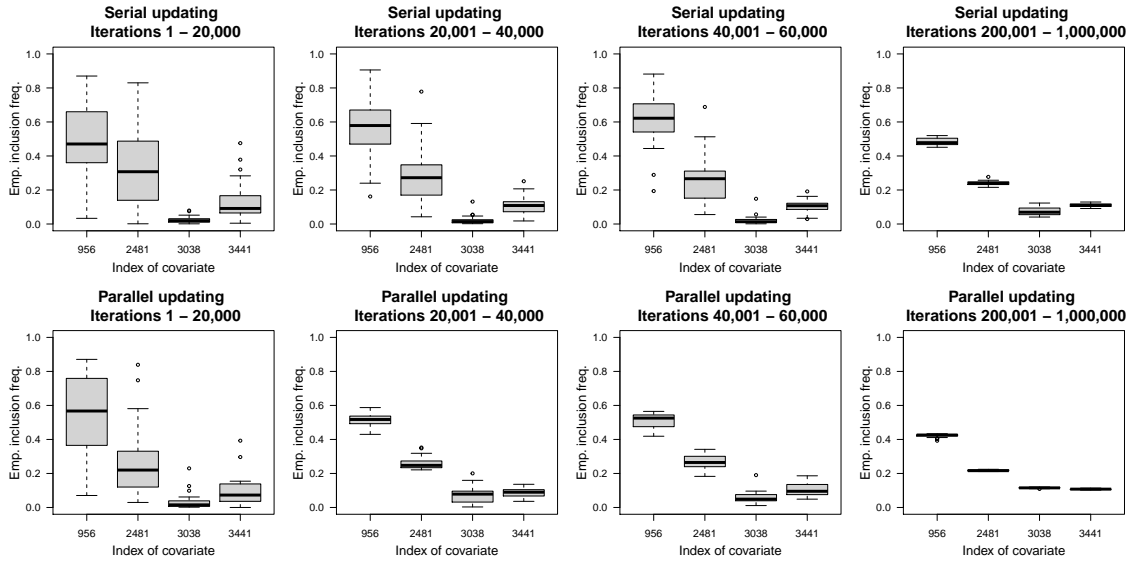 Serial updating
Iterations 1 – 20,000
Emp. inclusion freq.
1.0
0.8
0.6
0.4
0.2
0.0
956 2481 3038 3441
Index of covariate
Serial updating
Iterations 20,001 – 40,000
Emp. inclusion freq.
1.0
0.8
0.6
0.4
0.2
0.0
956 2481 3038 3441
Index of covariate
Serial updating
Iterations 40,001 – 60,000
Emp. inclusion freq.
1.0
0.8
0.6
0.4
0.2
0.0
956 2481 3038 3441
Index of covariate
Serial updating
Iterations 200,001 – 1,000,000
Emp. inclusion freq.
1.0
0.8
0.6
0.4
0.2
0.0
956 2481 3038 3441
Index of covariate
Parallel updating
Iterations 1 – 20,000
Emp. inclusion freq.
1.0
0.8
0.6
0.4
0.2
0.0
956 2481 3038 3441
Index of covariate
Parallel updating
Iterations 20,001 – 40,000
Emp. inclusion freq.
1.0
0.8
0.6
0.4
0.2
0.0
956 2481 3038 3441
Index of covariate
Parallel updating
Iterations 40,001 – 60,000
Emp. inclusion freq.
1.0
0.8
0.6
0.4
0.2
0.0
956 2481 3038 3441
Index of covariate
Parallel updating
Iterations 200,001 – 1,000,000
Emp. inclusion freq.
1.0
0.8
0.6
0.4
0.2
0.0
956 2481 3038 3441
Index of covariate